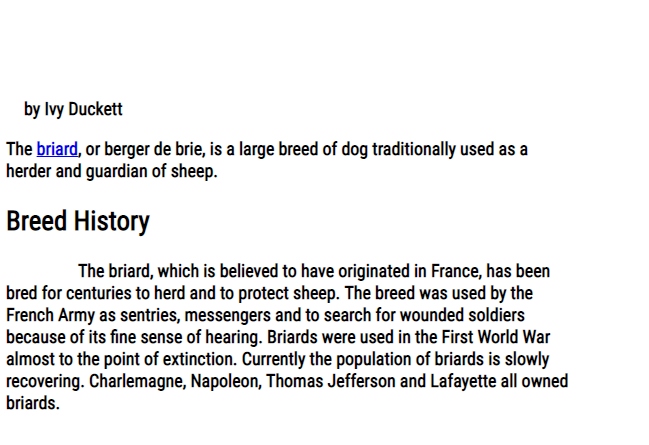 by Ivy Duckett
The briard, or berger de brie, is a large breed of dog traditionally used as a
herder and guardian of sheep.
Breed History
The briard, which is believed to have originated in France, has been
bred for centuries to herd and to protect sheep. The breed was used by the
French Army as sentries, messengers and to search for wounded soldiers
because of its fine sense of hearing. Briards were used in the First World War
almost to the point of extinction. Currently the population of briards is slowly
recovering. Charlemagne, Napoleon, Thomas Jefferson and Lafayette all owned
briards.